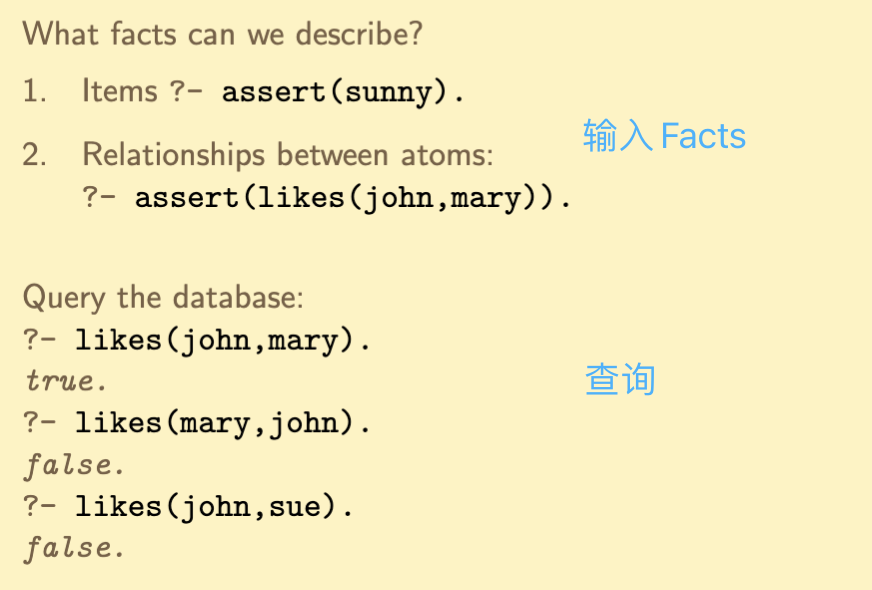 What facts can we describe?
1. Items ?- assert(sunny).
输入 Facts
2. Relationships between atoms:
?- assert(likes(john,mary)).
Query the database:
?- likes(john,mary).
true.
查询
?- likes(mary,john).
false.
?- likes(john,sue).
false.